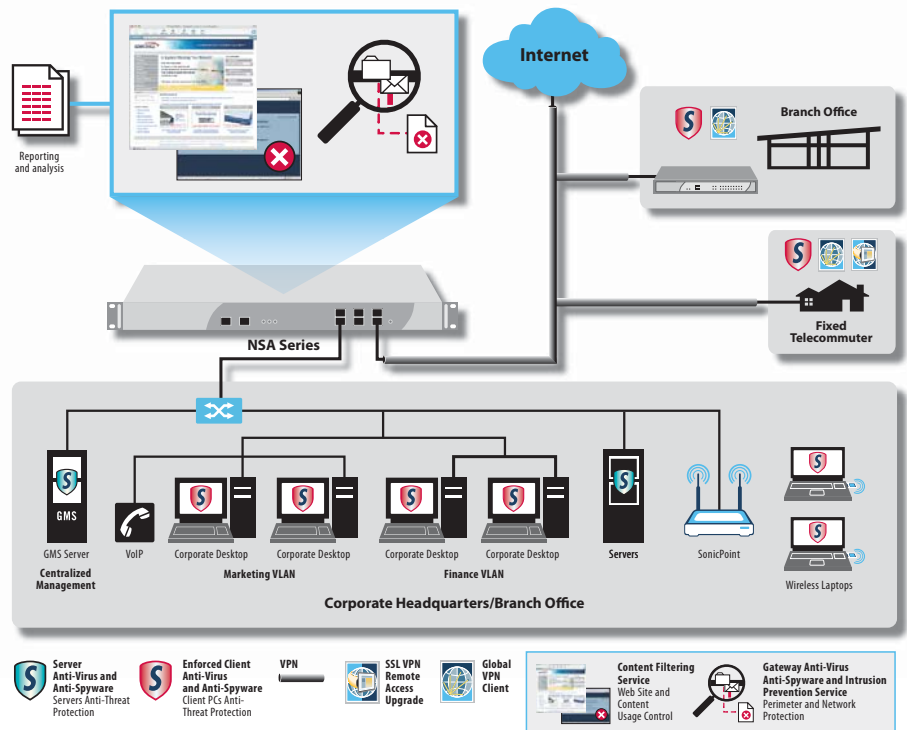 Internet
Branch Office
Reporting
and analysis
S
S
Fixed
Telecommuter
NSA Series
S
GMS
S
S
S
S
S
S
S
GMS Server
VoIP
Corporate Desktop
Corporate Desktop
Corporate Desktop
Corporate Desktop
Servers
SonicPoint
Wireless Laptops
Centralized
Management
Marketing VLAN
Finance VLAN
Corporate Headquarters/Branch Office
S
Server
Anti-Virus and
Anti-Spyware
Servers Anti-Threat
Protection
S
Enforced Client
Anti-Virus
and Anti-Spyware
Client PCs Anti-
Threat Protection
VPN
SSL VPN
Remote
Access
Upgrade
Global
VPN
Client
Content Filtering
Service
Web Site and
Content
Usage Control
Gateway Anti-Virus
Anti-Spyware and Intrusion
Prevention Service
Perimeter and Network
Protection